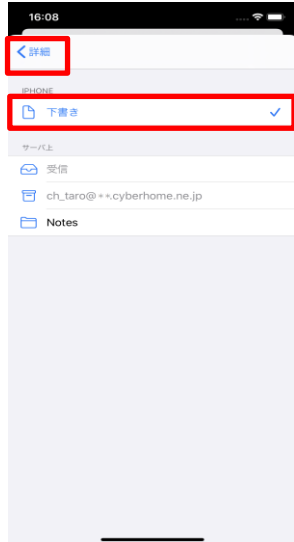 16:08
詳細
IPHONE
下書き
サーバ上
受信
ch_taro@**.cyberhome.ne.jp
Notes